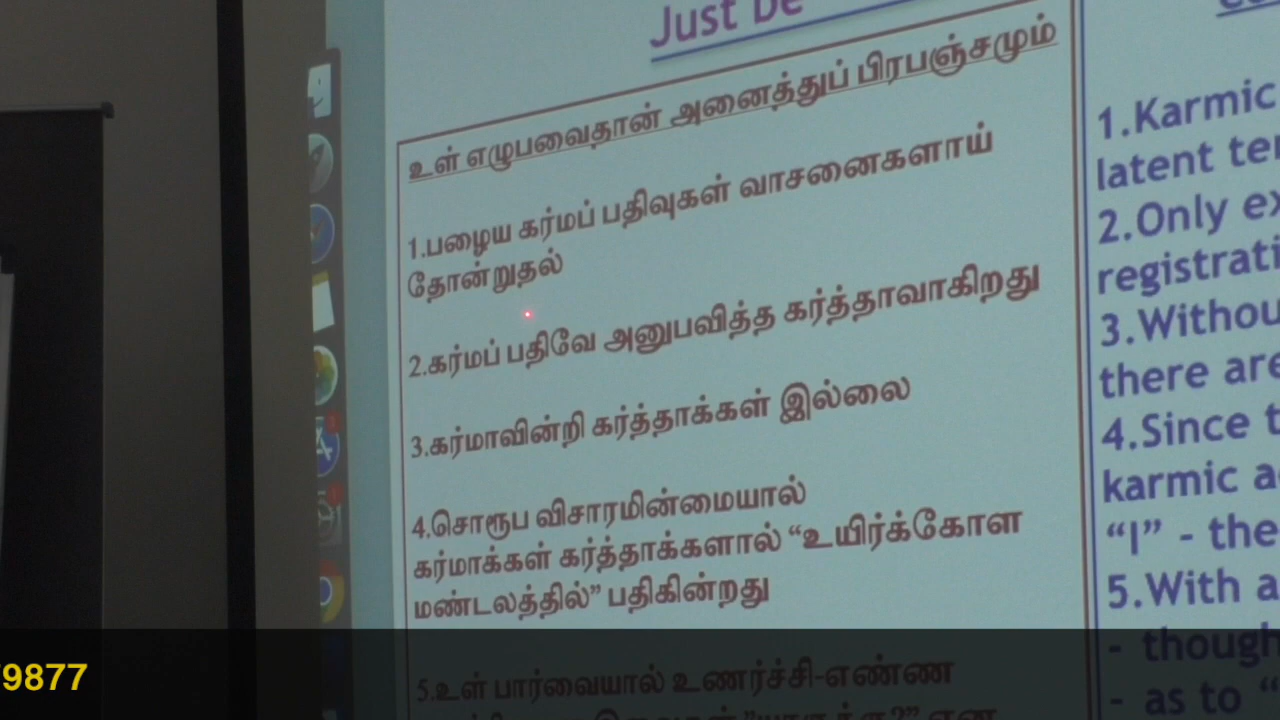 Just be
உள் எழுபவைதான் அனைத்துப் பிரபஞ்சமும்
1.பழைய கர்மப் பதிவுகள் வாசனைகளாய்
தோன்றுதல்
2.கர்மப் பதிவே அனுபவித்த கர்த்தாவாகிறது
3.கர்மாவின்றி கர்த்தாக்கள் இல்லை
4.சொரூப விசாரமின்மையால்
கர்மாக்கள் கர்த்தாக்களால் “உயிர்க்கோள
மண்டலத்தில்” பதிகின்றது
5.உள் பார்வையால் உணர்ச்சி-எண்ண
1.Karmic
latent
2.Only
registrati
3.Withou
there are
4.Since
karmic
“I” - the
5.With a
- though
- as to “
9877